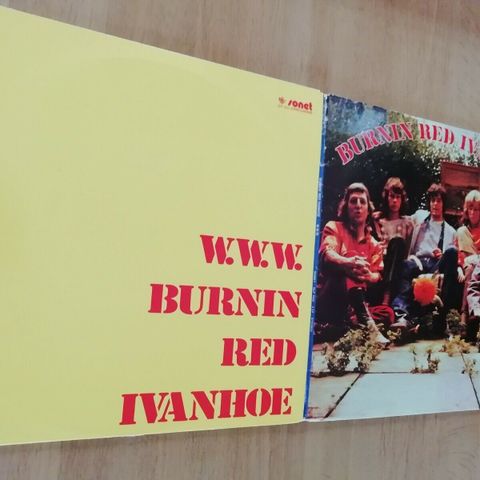 sonet
W.W.W.
BURNIN
RED
IVANHOE
BURNIN RED IV